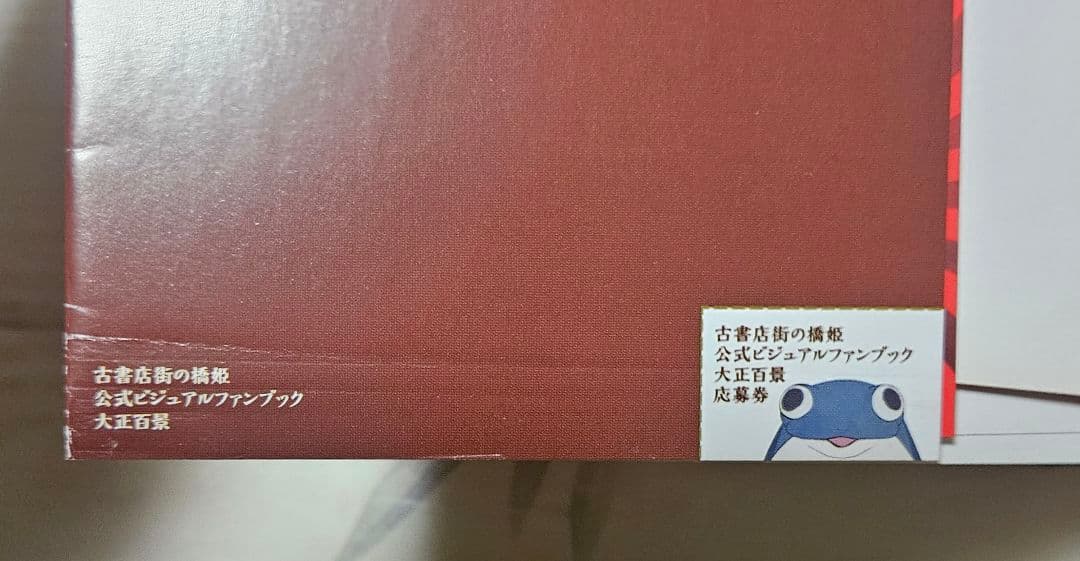 古書店街の橋姫
公式ビジュアルファンブック
大正百景
古書店街の橋姫
公式ビジュアルファンブック
大正百景
応募券